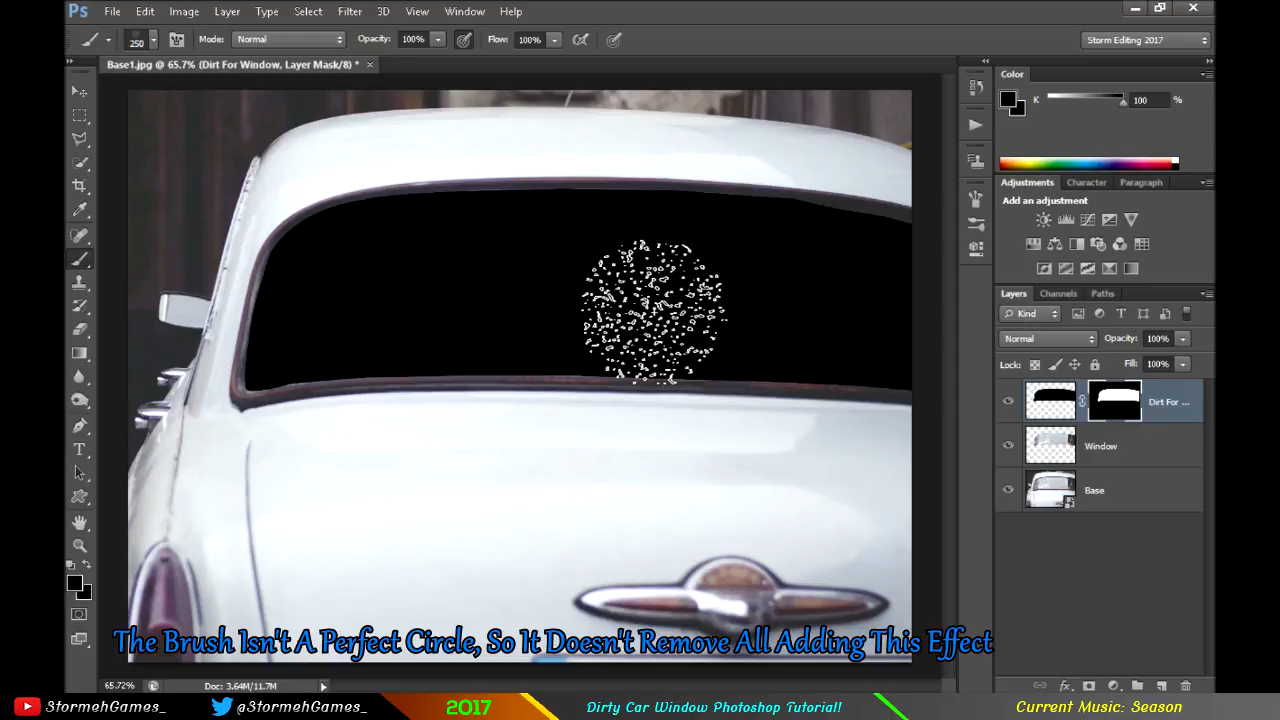 Ps File Edit Image Layer Type Select Filter 3D View Window Help
250 Mode: Normal Opacity: 100% Flow: 100% Storm Editing 2017
Base1.jpg @ 65.7% (Dirt For Window, Layer Mask/8) * ×
Color
K 100 %
Adjustments Character Paragraph
Add an adjustment
Layers Channels Paths
Kind
Normal Opacity: 100%
Lock: Fill: 100%
Dirt For ...
Window
Base
The Brush Isn't A Perfect Circle, So It Doesn't Remove All Adding This Effect
65.72% Doc: 3.64M/11.7M
StormehGames_ @StormehGames_ 2017 Dirty Car Window Photoshop Tutorial! Current Music: Season